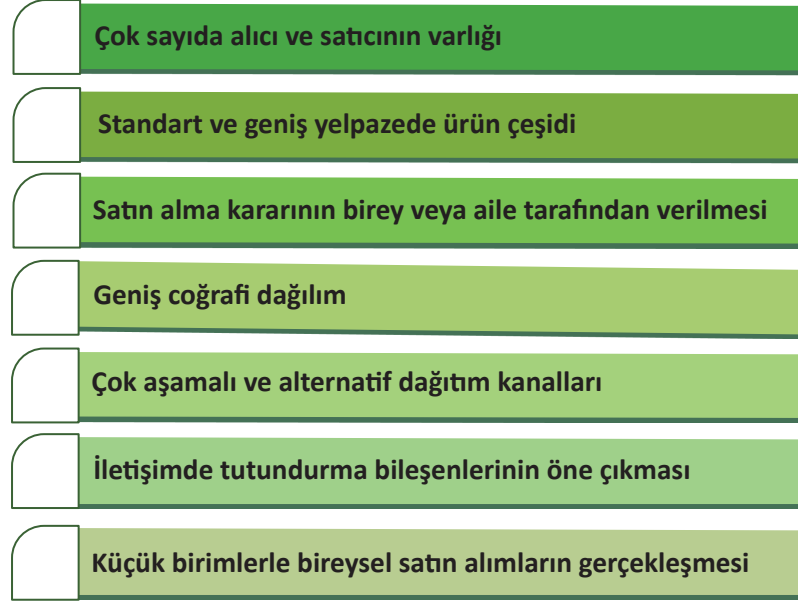 Çok sayıda alıcı ve satıcının varlığı
Standart ve geniş yelpazede ürün çeşidi
Satın alma kararının birey veya aile tarafından verilmesi
Geniş coğrafi dağılım
Çok aşamalı ve alternatif dağıtım kanalları
İletişimde tutundurma bileşenlerinin öne çıkması
Küçük birimlerle bireysel satın alımların gerçekleşmesi